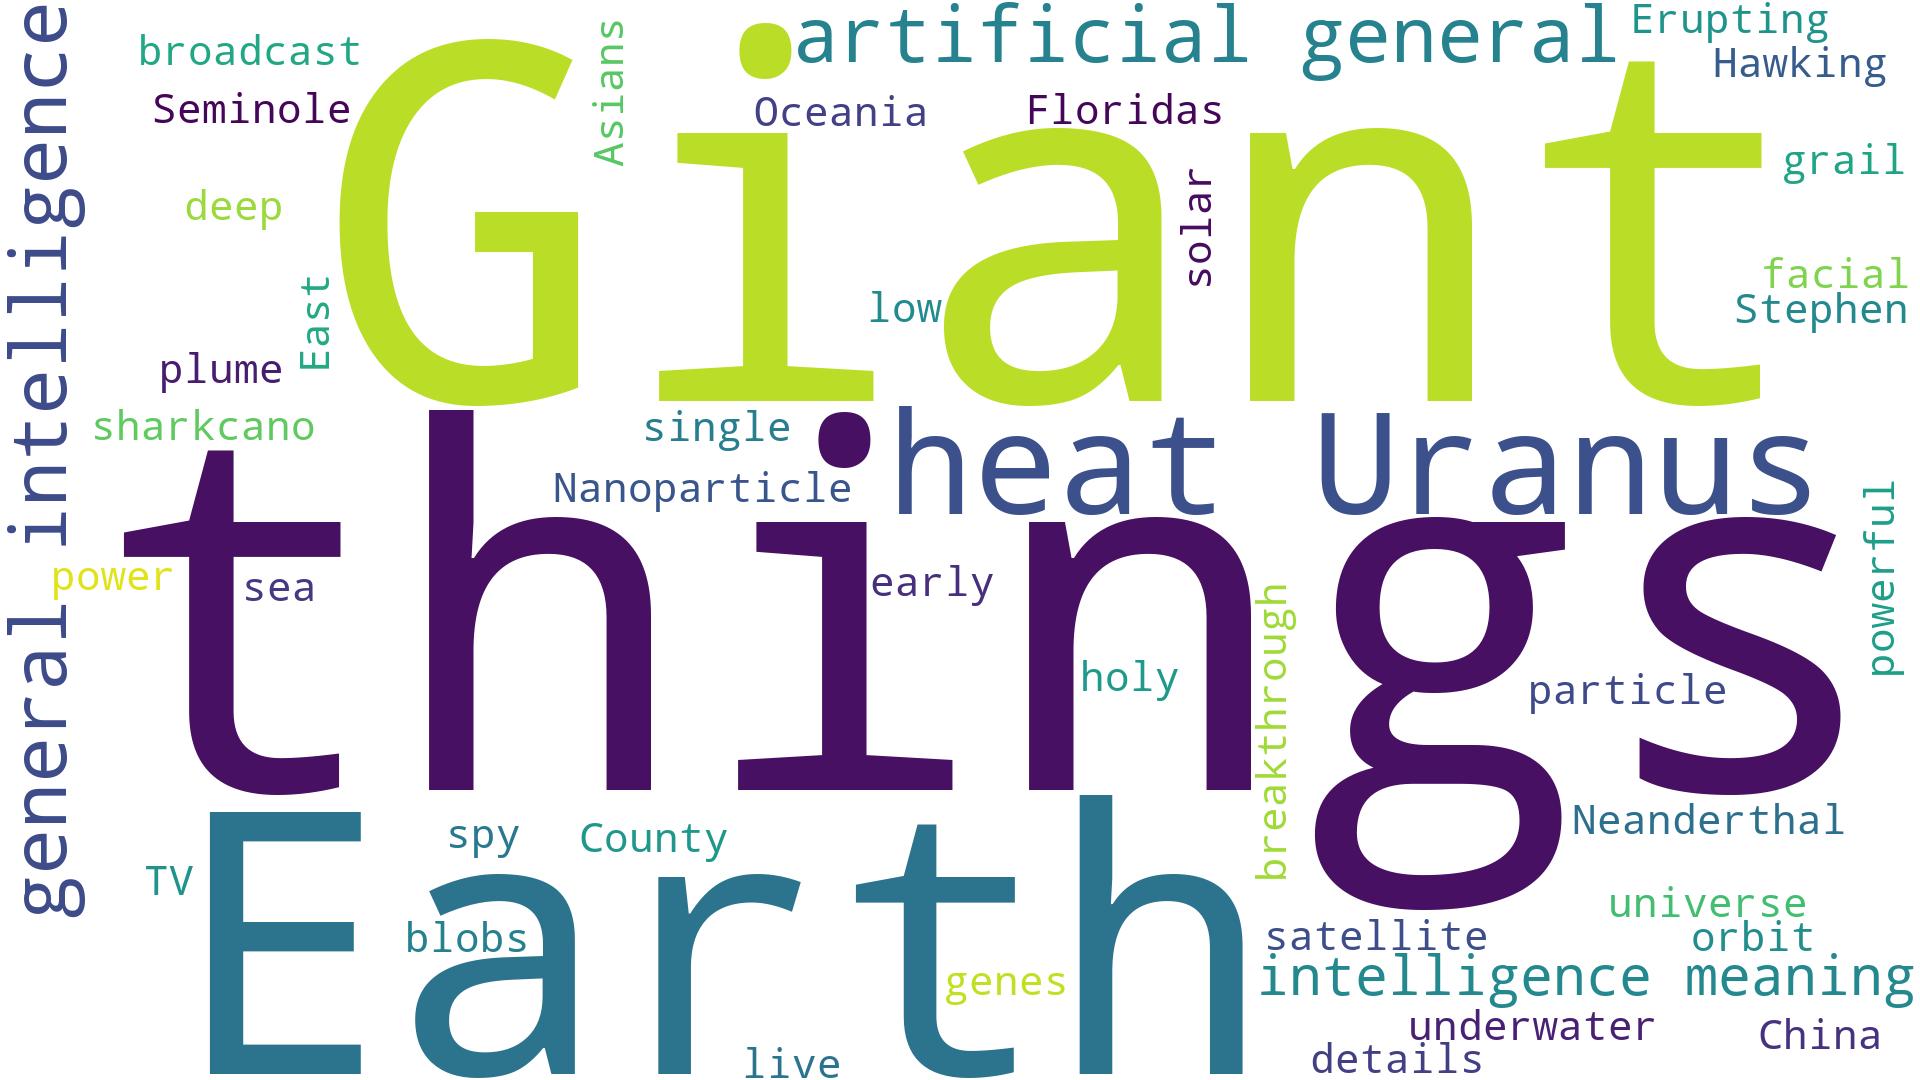 general intelligence
broadcast
Seminole
Giant
Asians
artificial general
Erupting
Hawking
Oceania
Floridas
grail
deep
solar
East
low
facial
Stephen
plume
sharkcano
single
heat Uranus
Nanoparticle
things
powerful
power
sea
early
holy
breakthrough
particle
Earth
spy
County
Neanderthal
TV
blobs
genes
universe
satellite
orbit
intelligence meaning
underwater
China
live
details